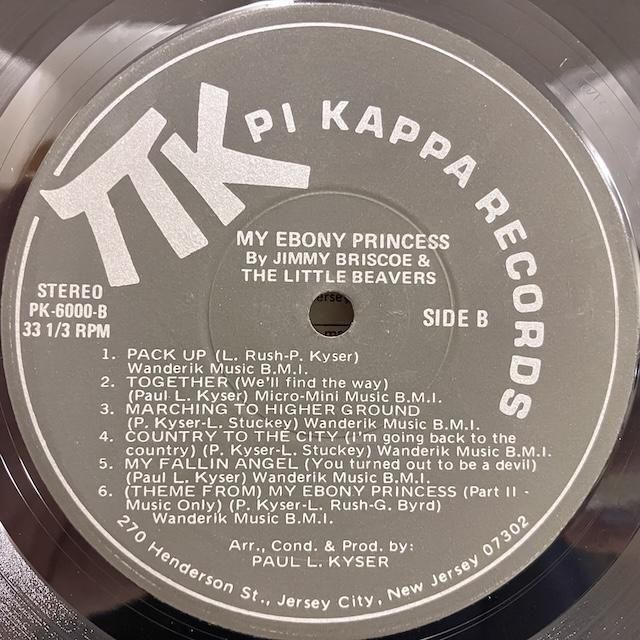 ΠK PI KAPPA RECORDS
MY EBONY PRINCESS
By JIMMY BRISCOE &
THE LITTLE BEAVERS
STEREO
PK-6000-B
33 1/3 RPM
SIDE B
1. PACK UP (L. Rush-P. Kyser)
Wanderik Music B.M.I.
2. TOGETHER (We'll find the way)
(Paul L. Kyser) Micro-Mini Music B.M.I.
3. MARCHING TO HIGHER GROUND
(P. Kyser-L. Stuckey) Wanderik Music B.M.I.
4. COUNTRY TO THE CITY (I'm going back to the
country) (P. Kyser-L. Stuckey) Wanderik Music B.M.I.
5. MY FALLIN ANGEL (You turned out to be a devil)
(Paul L. Kyser) Wanderik Music B.M.I.
6. (THEME FROM) MY EBONY PRINCESS (Part II -
Music Only) (P. Kyser-L. Rush-G. Byrd)
Wanderik Music B.M.I.
Arr., Cond. & Prod. by:
PAUL L. KYSER
270 Henderson St., Jersey City, New Jersey 07302